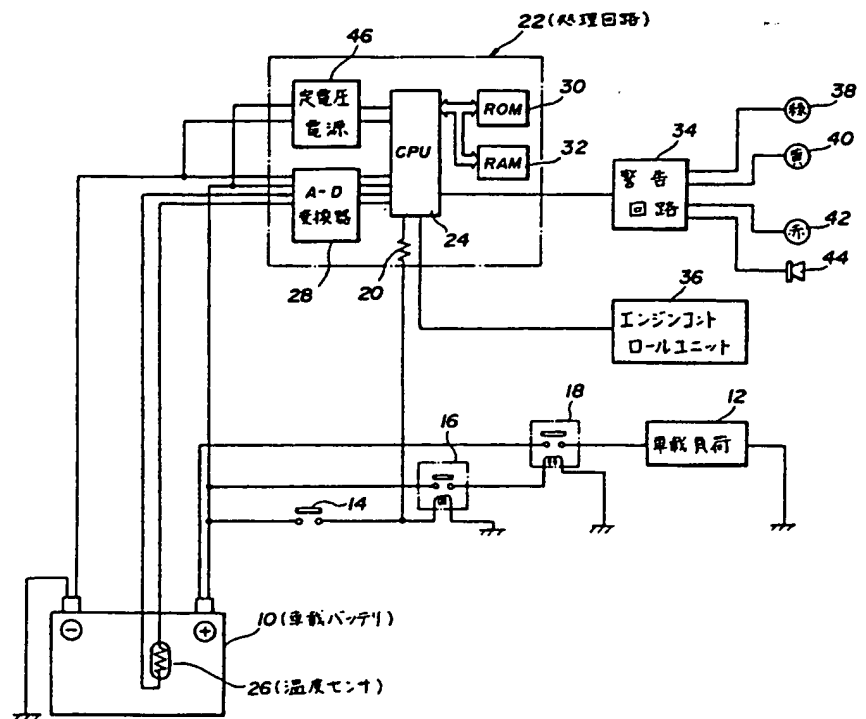 46
22(処理回路)
定電圧
電源
CPU
ROM
30
RAM
32
34
警告
回路
緑
38
黄
40
赤
42
44
A-D
変換器
28
20
24
36
エンジンコント
ロールユニット
18
12
車載負荷
16
14
10(車載バッテリ)
26(温度センサ)